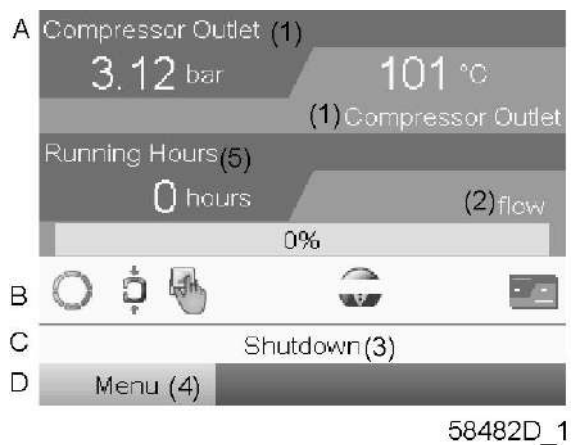 A Compressor Outlet (1)
3.12 bar 101 °C
(1) Compressor Outlet
Running Hours (5)
0 hours (2) flow
0%
B
C Shutdown (3)
D Menu (4)
58482D_1